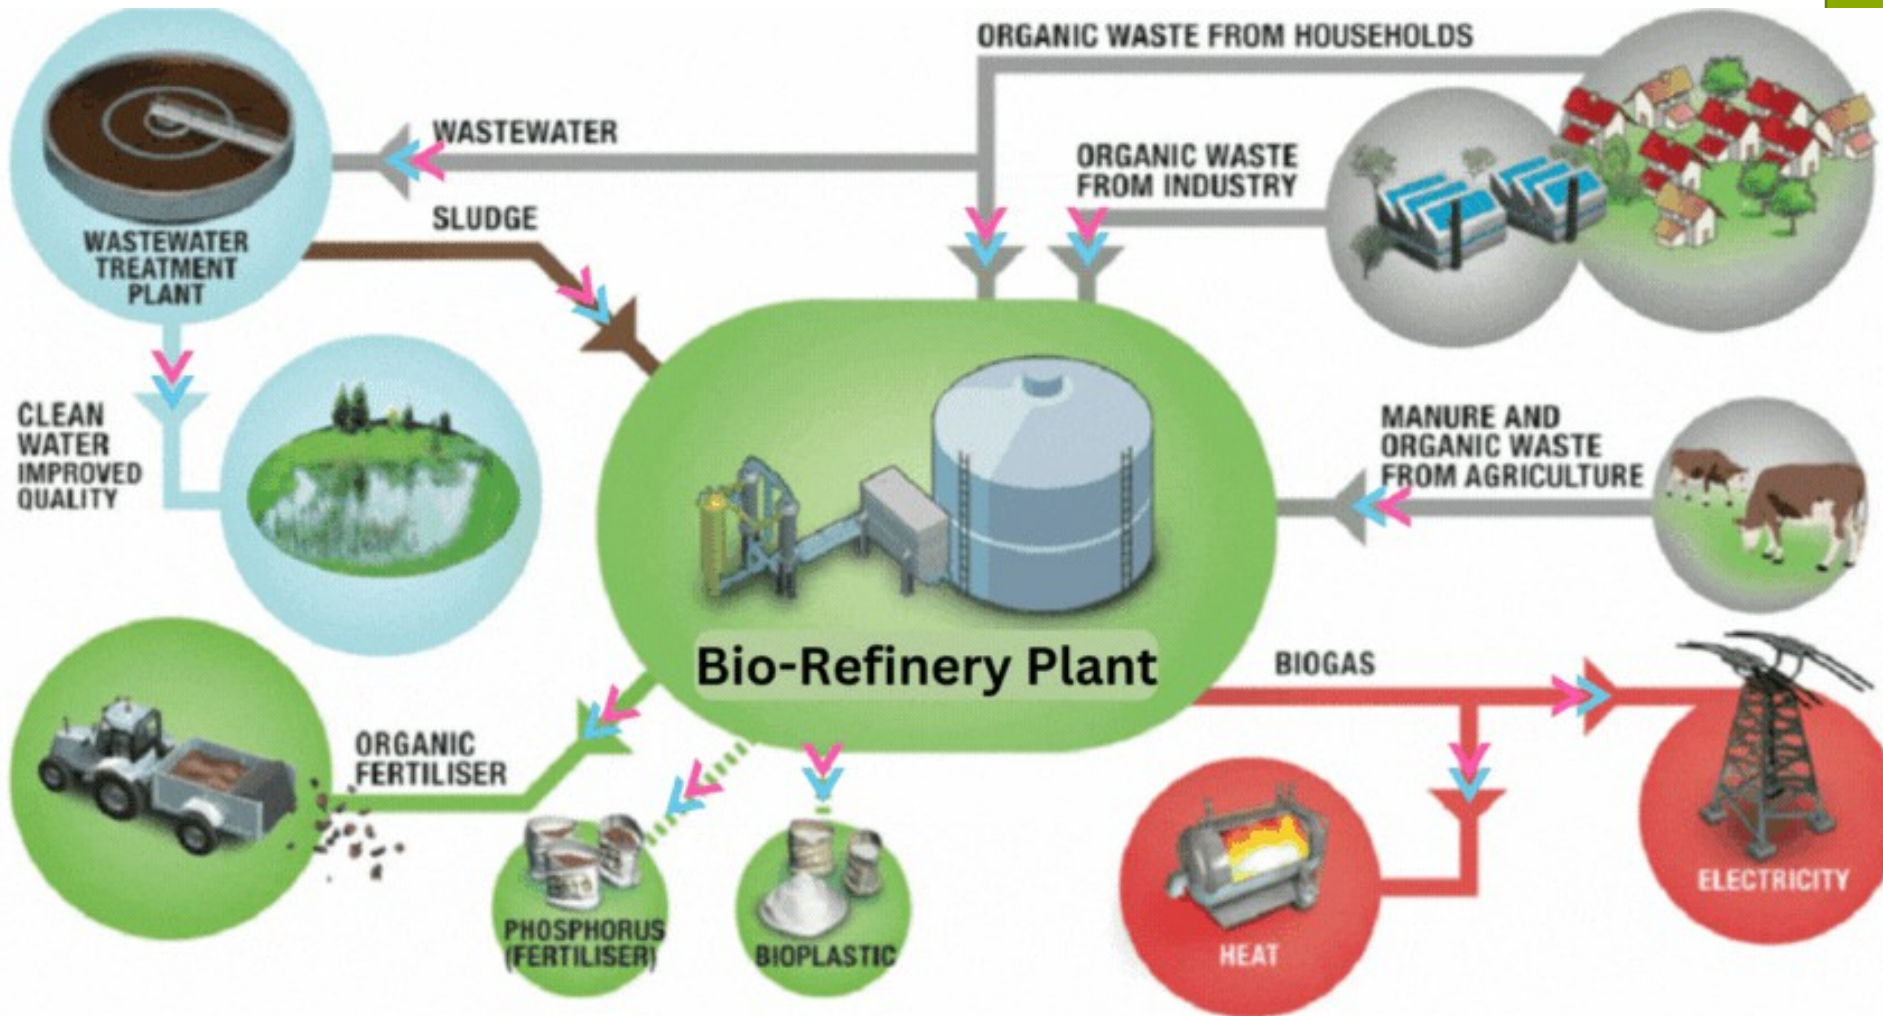 ORGANIC WASTE FROM HOUSEHOLDS
WASTEWATER
ORGANIC WASTE
FROM INDUSTRY
SLUDGE
WASTEWATER
TREATMENT
PLANT
CLEAN
WATER
IMPROVED
QUALITY
MANURE AND
ORGANIC WASTE
FROM AGRICULTURE
Bio-Refinery Plant
BIOGAS
ORGANIC
FERTILISER
PHOSPHORUS
(FERTILISER)
BIOPLASTIC
HEAT
ELECTRICITY